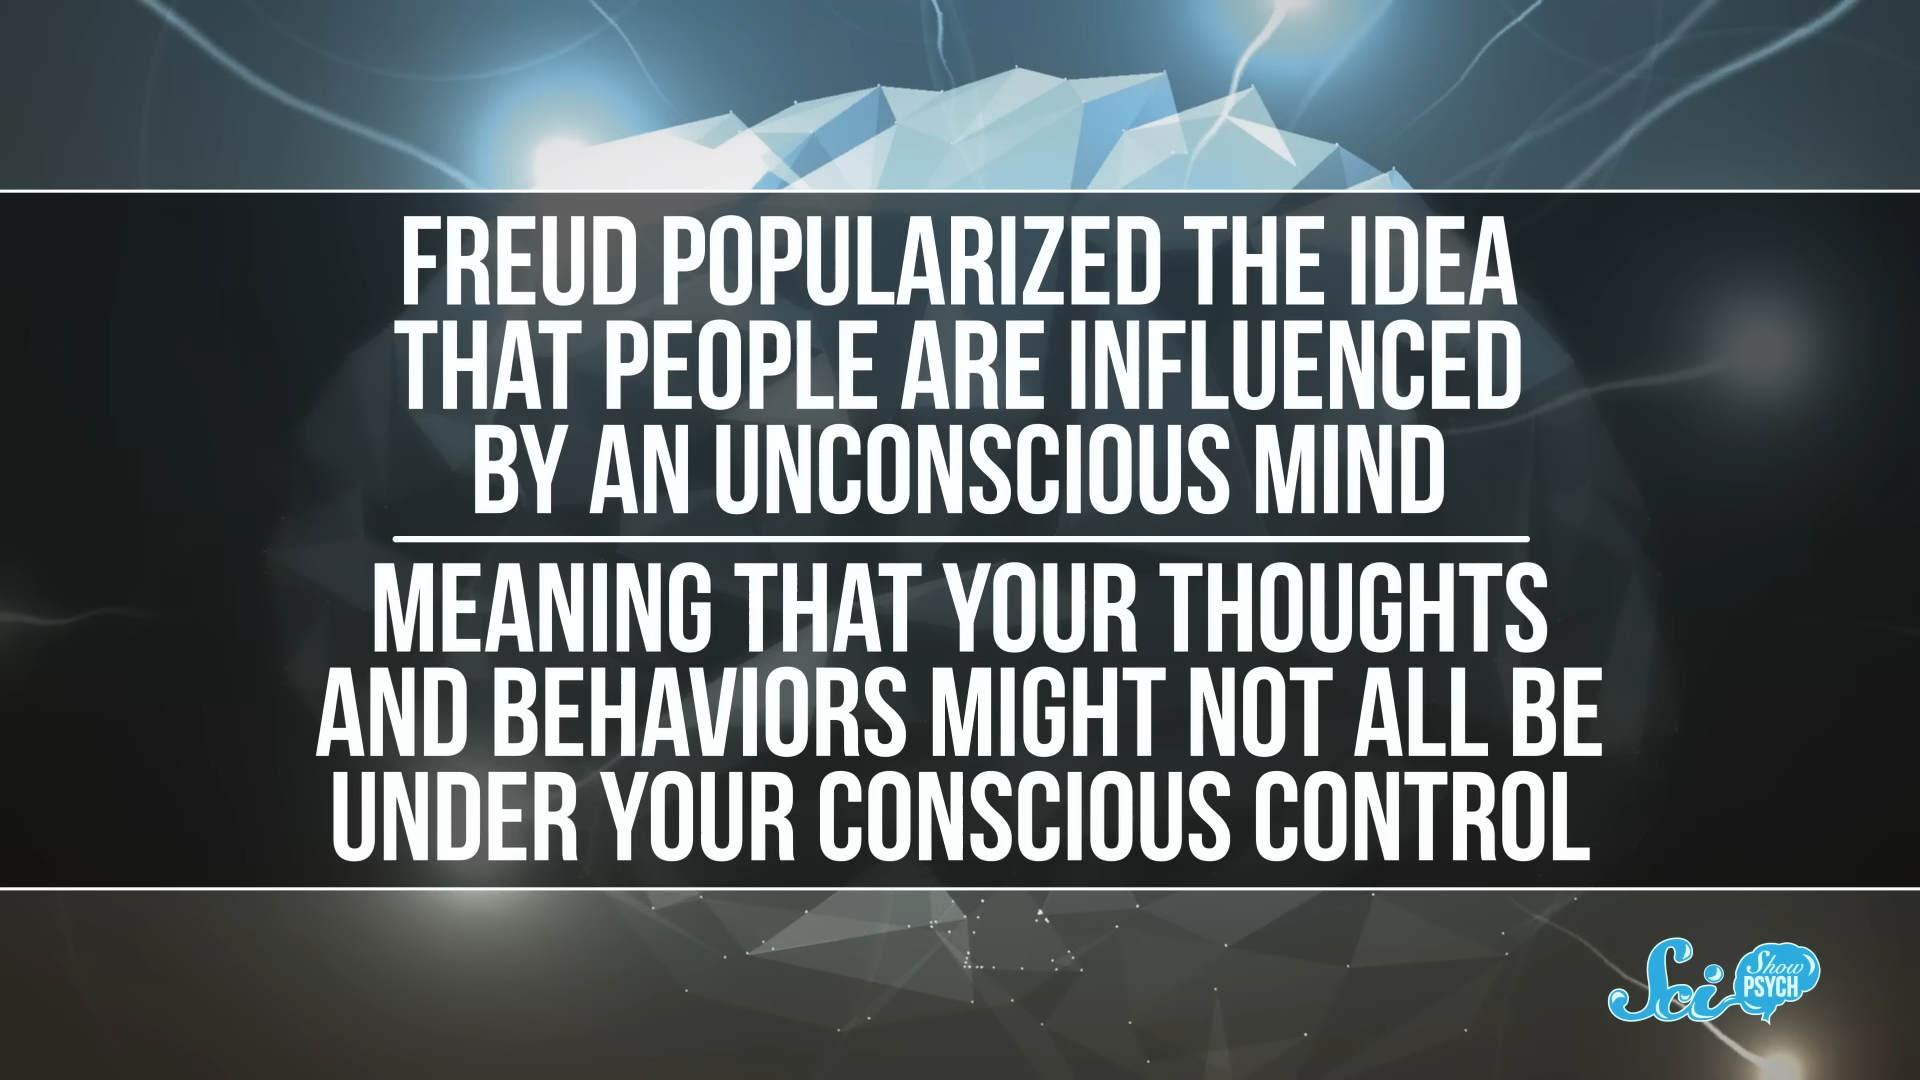 FREUD POPULARIZED THE IDEA
THAT PEOPLE ARE INFLUENCED
BY AN UNCONSCIOUS MIND
MEANING THAT YOUR THOUGHTS
AND BEHAVIORS MIGHT NOT ALL BE
UNDER YOUR CONSCIOUS CONTROL
Sci Show
PSYCH